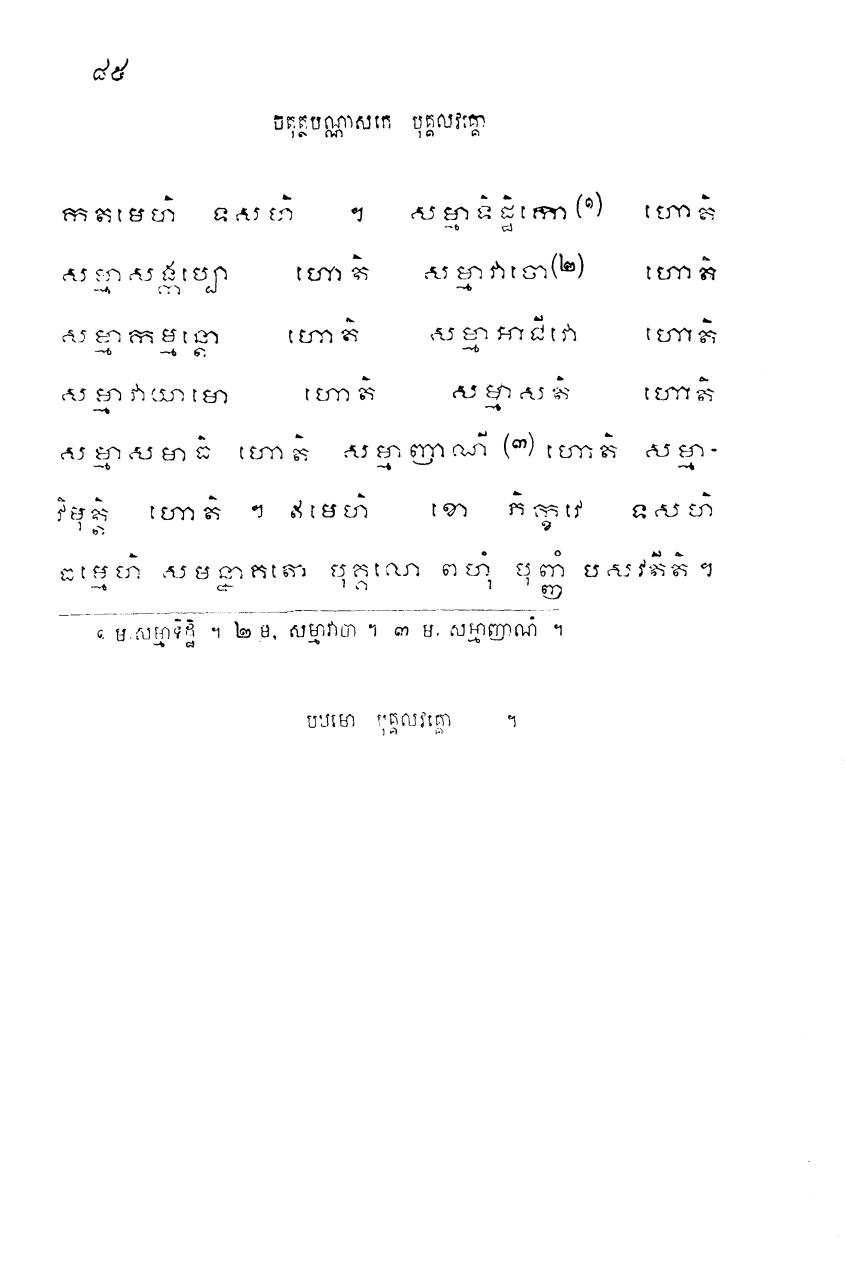 ៨៥
ចតុត្ថបណ្ណាសកេ បុគ្គលវគ្គោ
កតមេហិ ទសហិ ។ សម្មាទិដ្ឋិកោ(១) ហោតិ
សម្មាសង្កប្បោ ហោតិ សម្មាវាចោ(២) ហោតិ
សម្មាកម្មន្តោ ហោតិ សម្មាអាជីវោ ហោតិ
សម្មាវាយាមោ ហោតិ សម្មាសតិ ហោតិ
សម្មាសមាធិ ហោតិ សម្មាញាណី (៣) ហោតិ សម្មា-
វិមុត្តិ ហោតិ ។ ឥមេហិ ខោ ភិក្ខវេ ទសហិ
ធម្មេហិ សមន្នាគតោ បុគ្គលោ ពហុំ បុញ្ញំ បសវតីតិ ។
១ ម. សម្មាទិដ្ឋិ ។ ២ ម. សម្មាវាចា ។ ៣ ម. សម្មាញាណំ ។
បឋមោ បុគ្គលវគ្គោ ។